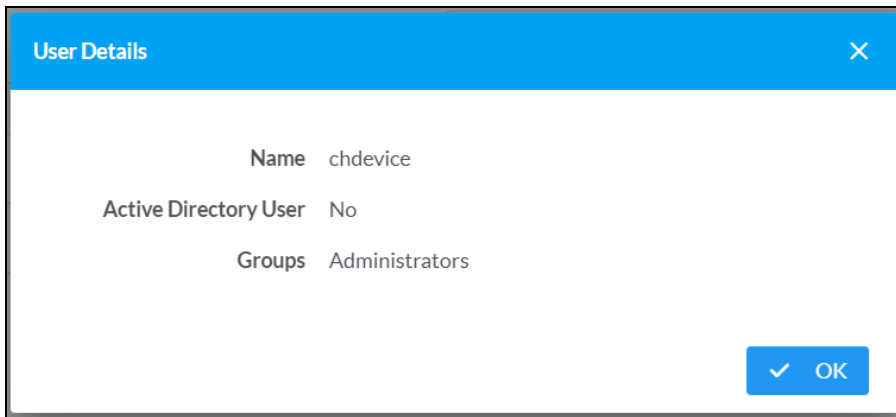 User Details
Name chdevice
Active Directory User No
Groups Administrators
OK